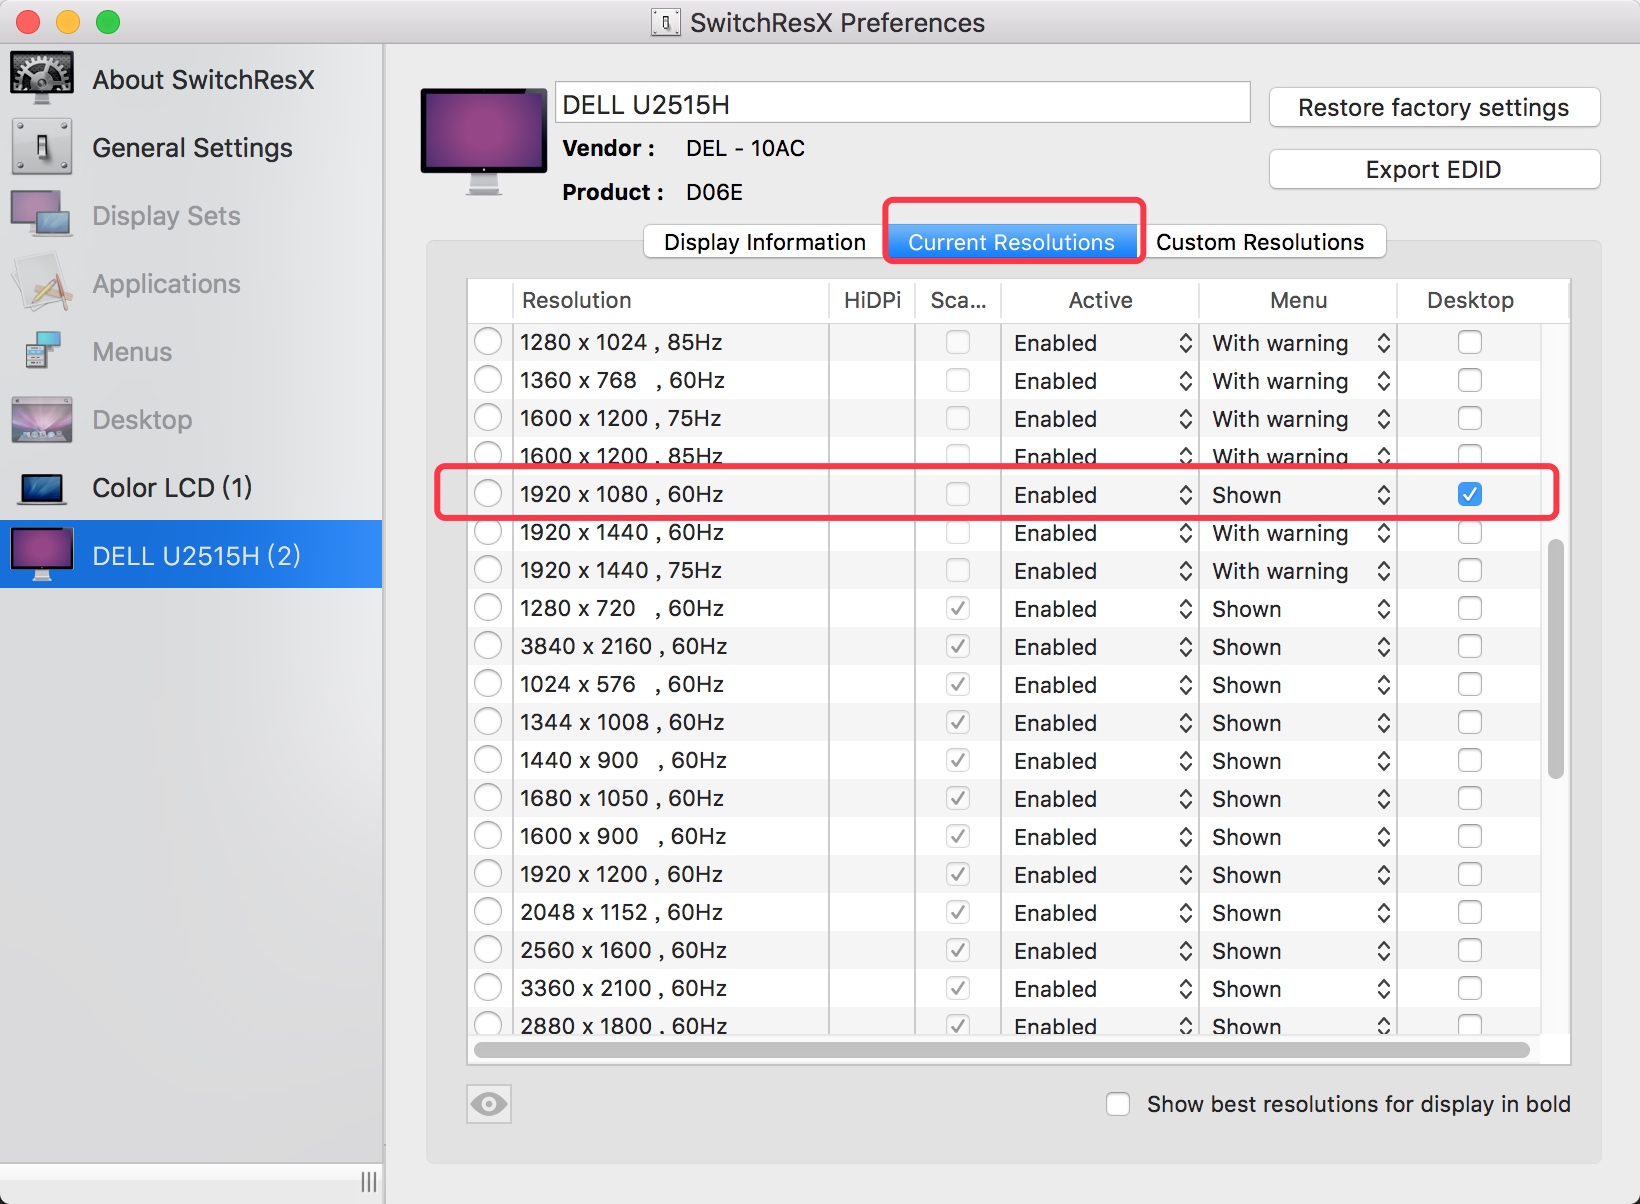 SwitchResX Preferences
About SwitchResX
General Settings
Display Sets
Applications
Menus
Desktop
Color LCD (1)
DELL U2515H (2)
DELL U2515H
Vendor : DEL - 10AC
Product : D06E
Restore factory settings
Export EDID
Display Information Current Resolutions Custom Resolutions
Resolution HiDPi Sca... Active Menu Desktop
1280 x 1024 , 85Hz Enabled With warning
1360 x 768 , 60Hz Enabled With warning
1600 x 1200 , 75Hz Enabled With warning
1600 x 1200 , 85Hz Enabled With warning
1920 x 1080 , 60Hz Enabled Shown
1920 x 1440 , 60Hz Enabled With warning
1920 x 1440 , 75Hz Enabled With warning
1280 x 720 , 60Hz Enabled Shown
3840 x 2160 , 60Hz Enabled Shown
1024 x 576 , 60Hz Enabled Shown
1344 x 1008 , 60Hz Enabled Shown
1440 x 900 , 60Hz Enabled Shown
1680 x 1050 , 60Hz Enabled Shown
1600 x 900 , 60Hz Enabled Shown
1920 x 1200 , 60Hz Enabled Shown
2048 x 1152 , 60Hz Enabled Shown
2560 x 1600 , 60Hz Enabled Shown
3360 x 2100 , 60Hz Enabled Shown
2880 x 1800 , 60Hz Enabled Shown
Show best resolutions for display in bold